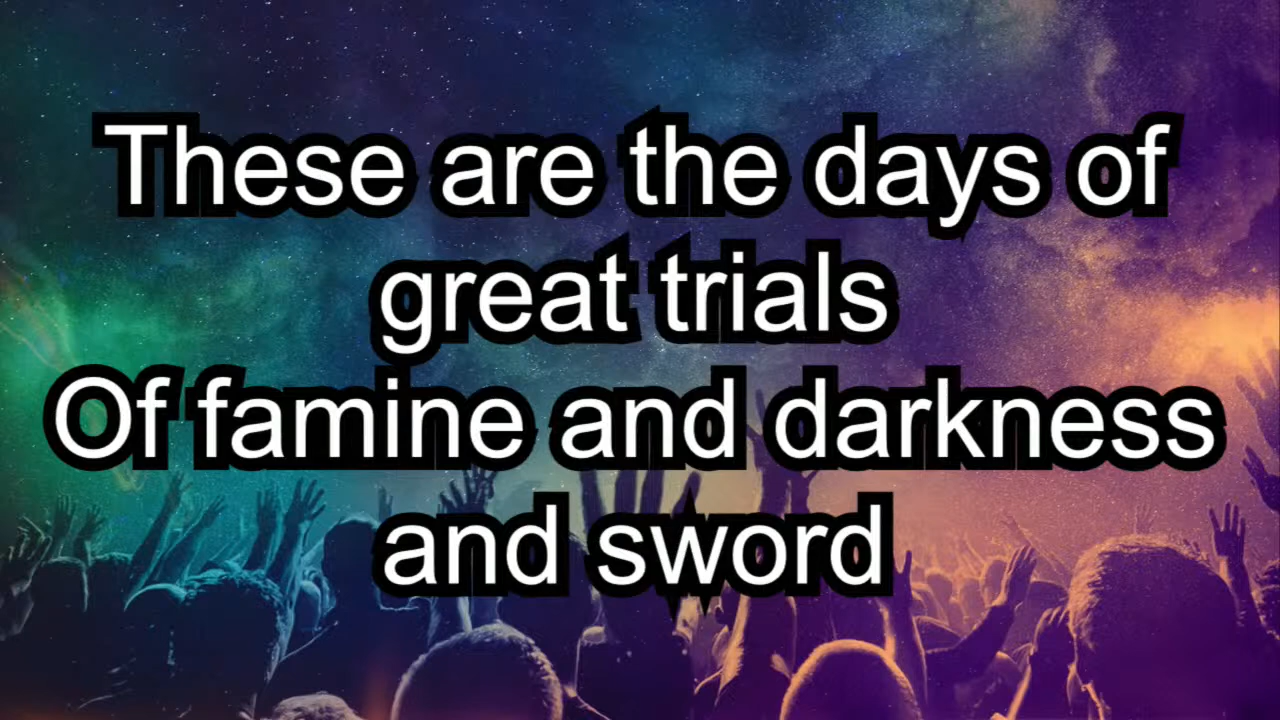 These are the days of
great trials
Of famine and darkness
and sword